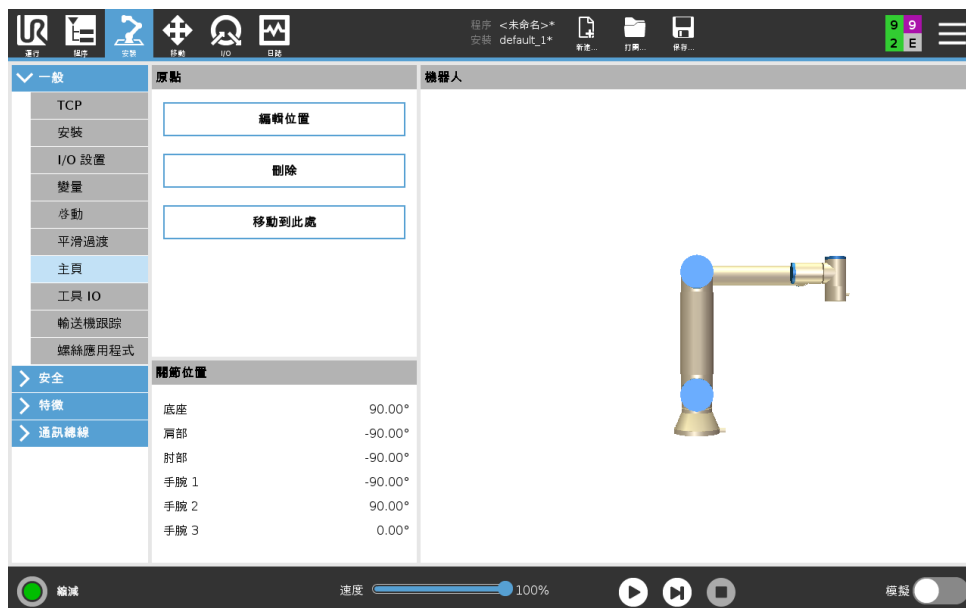 程序 <未命名>*
安裝 default_1*
9 9
2 E
運行
程序
安裝
移動
I/O
日誌
新建...
打開...
保存...
一般
TCP
安裝
I/O 設置
變量
啓動
平滑過渡
主頁
工具 IO
輸送機跟踪
螺絲應用程式
安全
特徵
通訊總線
原點
編輯位置
刪除
移動到此處
關節位置
底座 90.00°
肩部 -90.00°
肘部 -90.00°
手腕 1 -90.00°
手腕 2 90.00°
手腕 3 0.00°
機器人
縮減
速度 100%
模擬